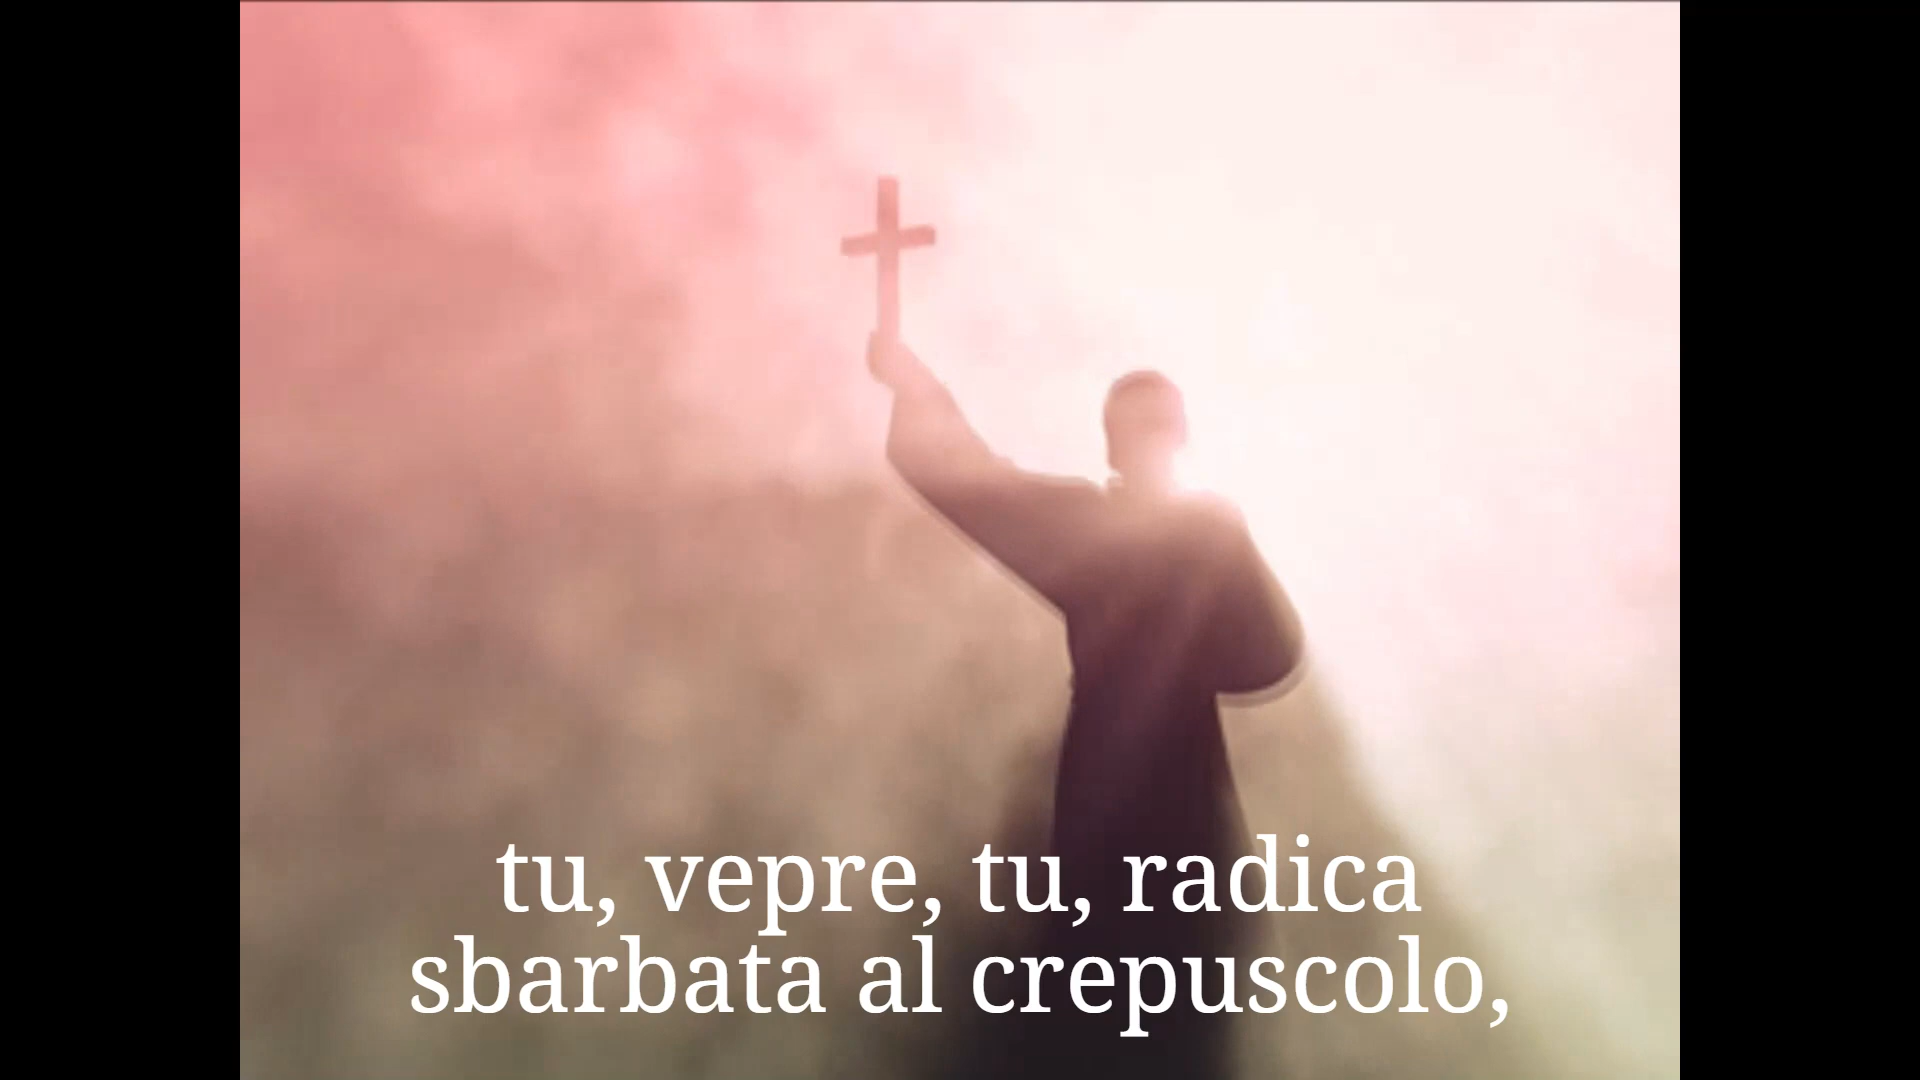 tu, vepre, tu, radica
sbarbata al crepuscolo,